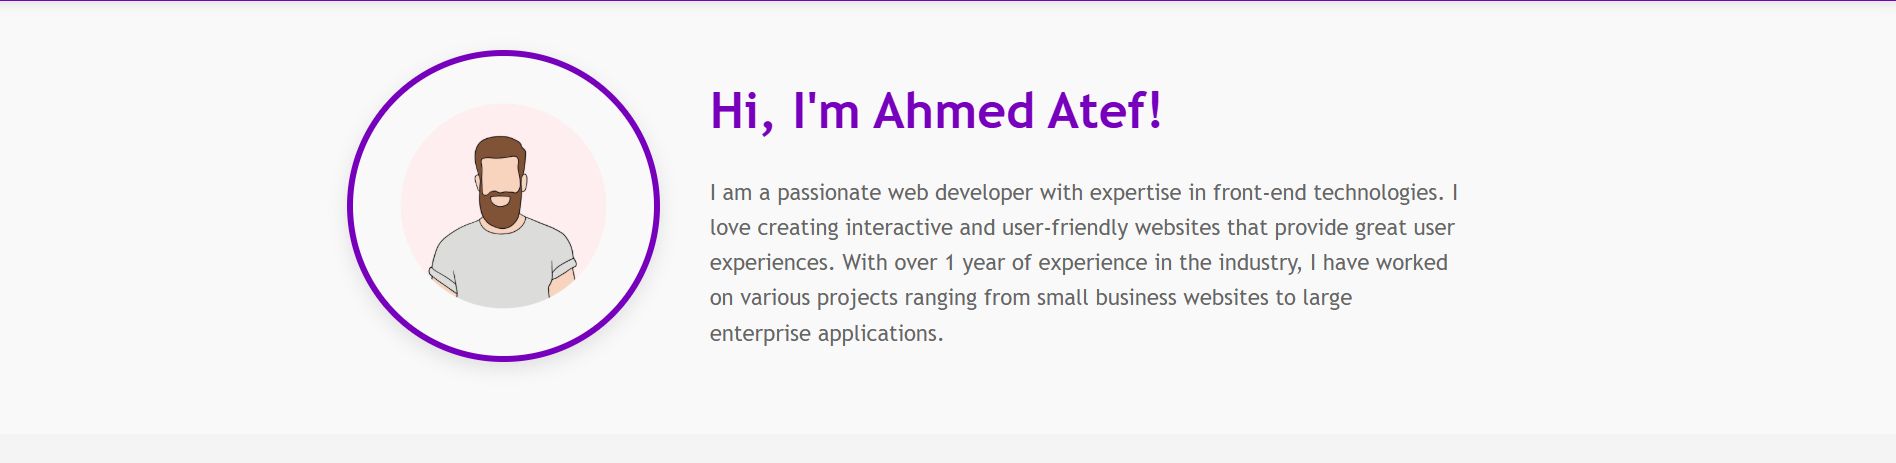 Hi, I'm Ahmed Atef!
I am a passionate web developer with expertise in front-end technologies. I
love creating interactive and user-friendly websites that provide great user
experiences. With over 1 year of experience in the industry, I have worked
on various projects ranging from small business websites to large
enterprise applications.